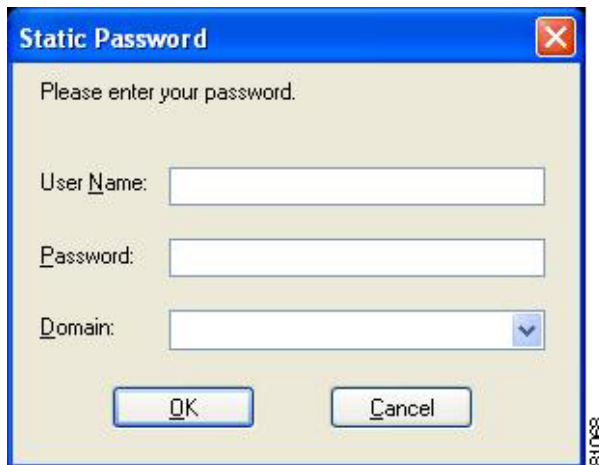 Static Password
Please enter your password.
User Name:
Password:
Domain:
OK
Cancel